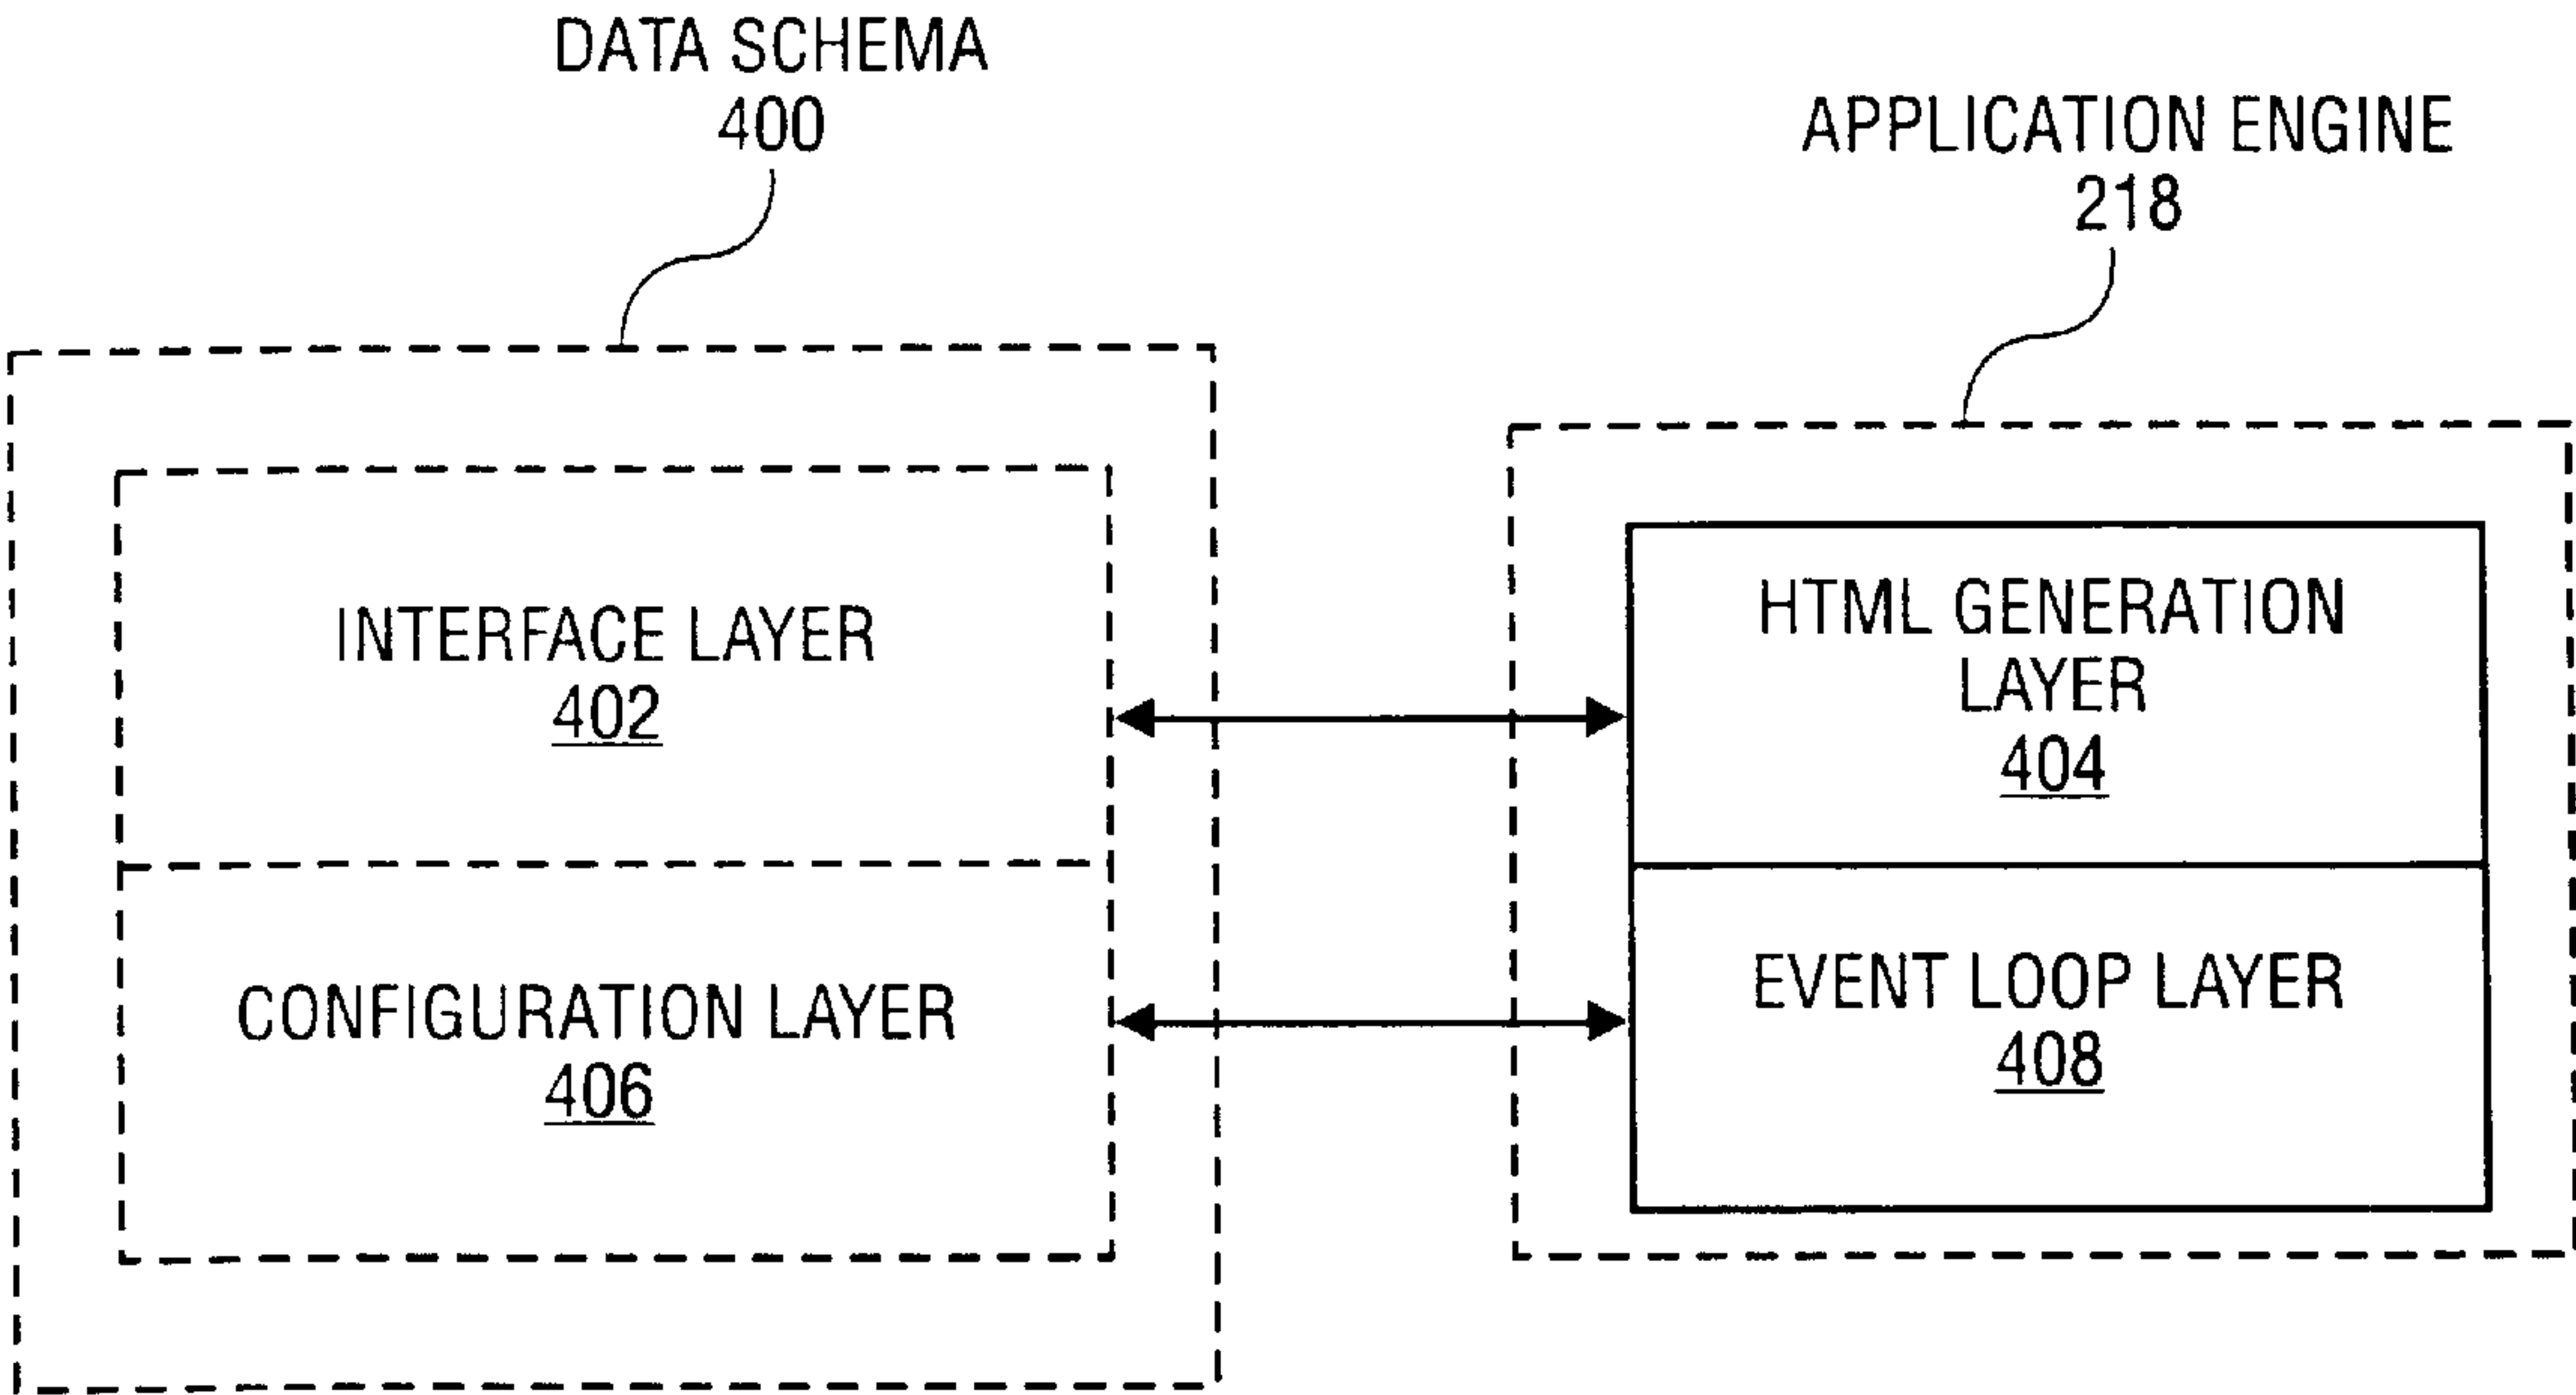 DATA SCHEMA
400
APPLICATION ENGINE
218
INTERFACE LAYER
402
CONFIGURATION LAYER
406
HTML GENERATION
LAYER
404
EVENT LOOP LAYER
408